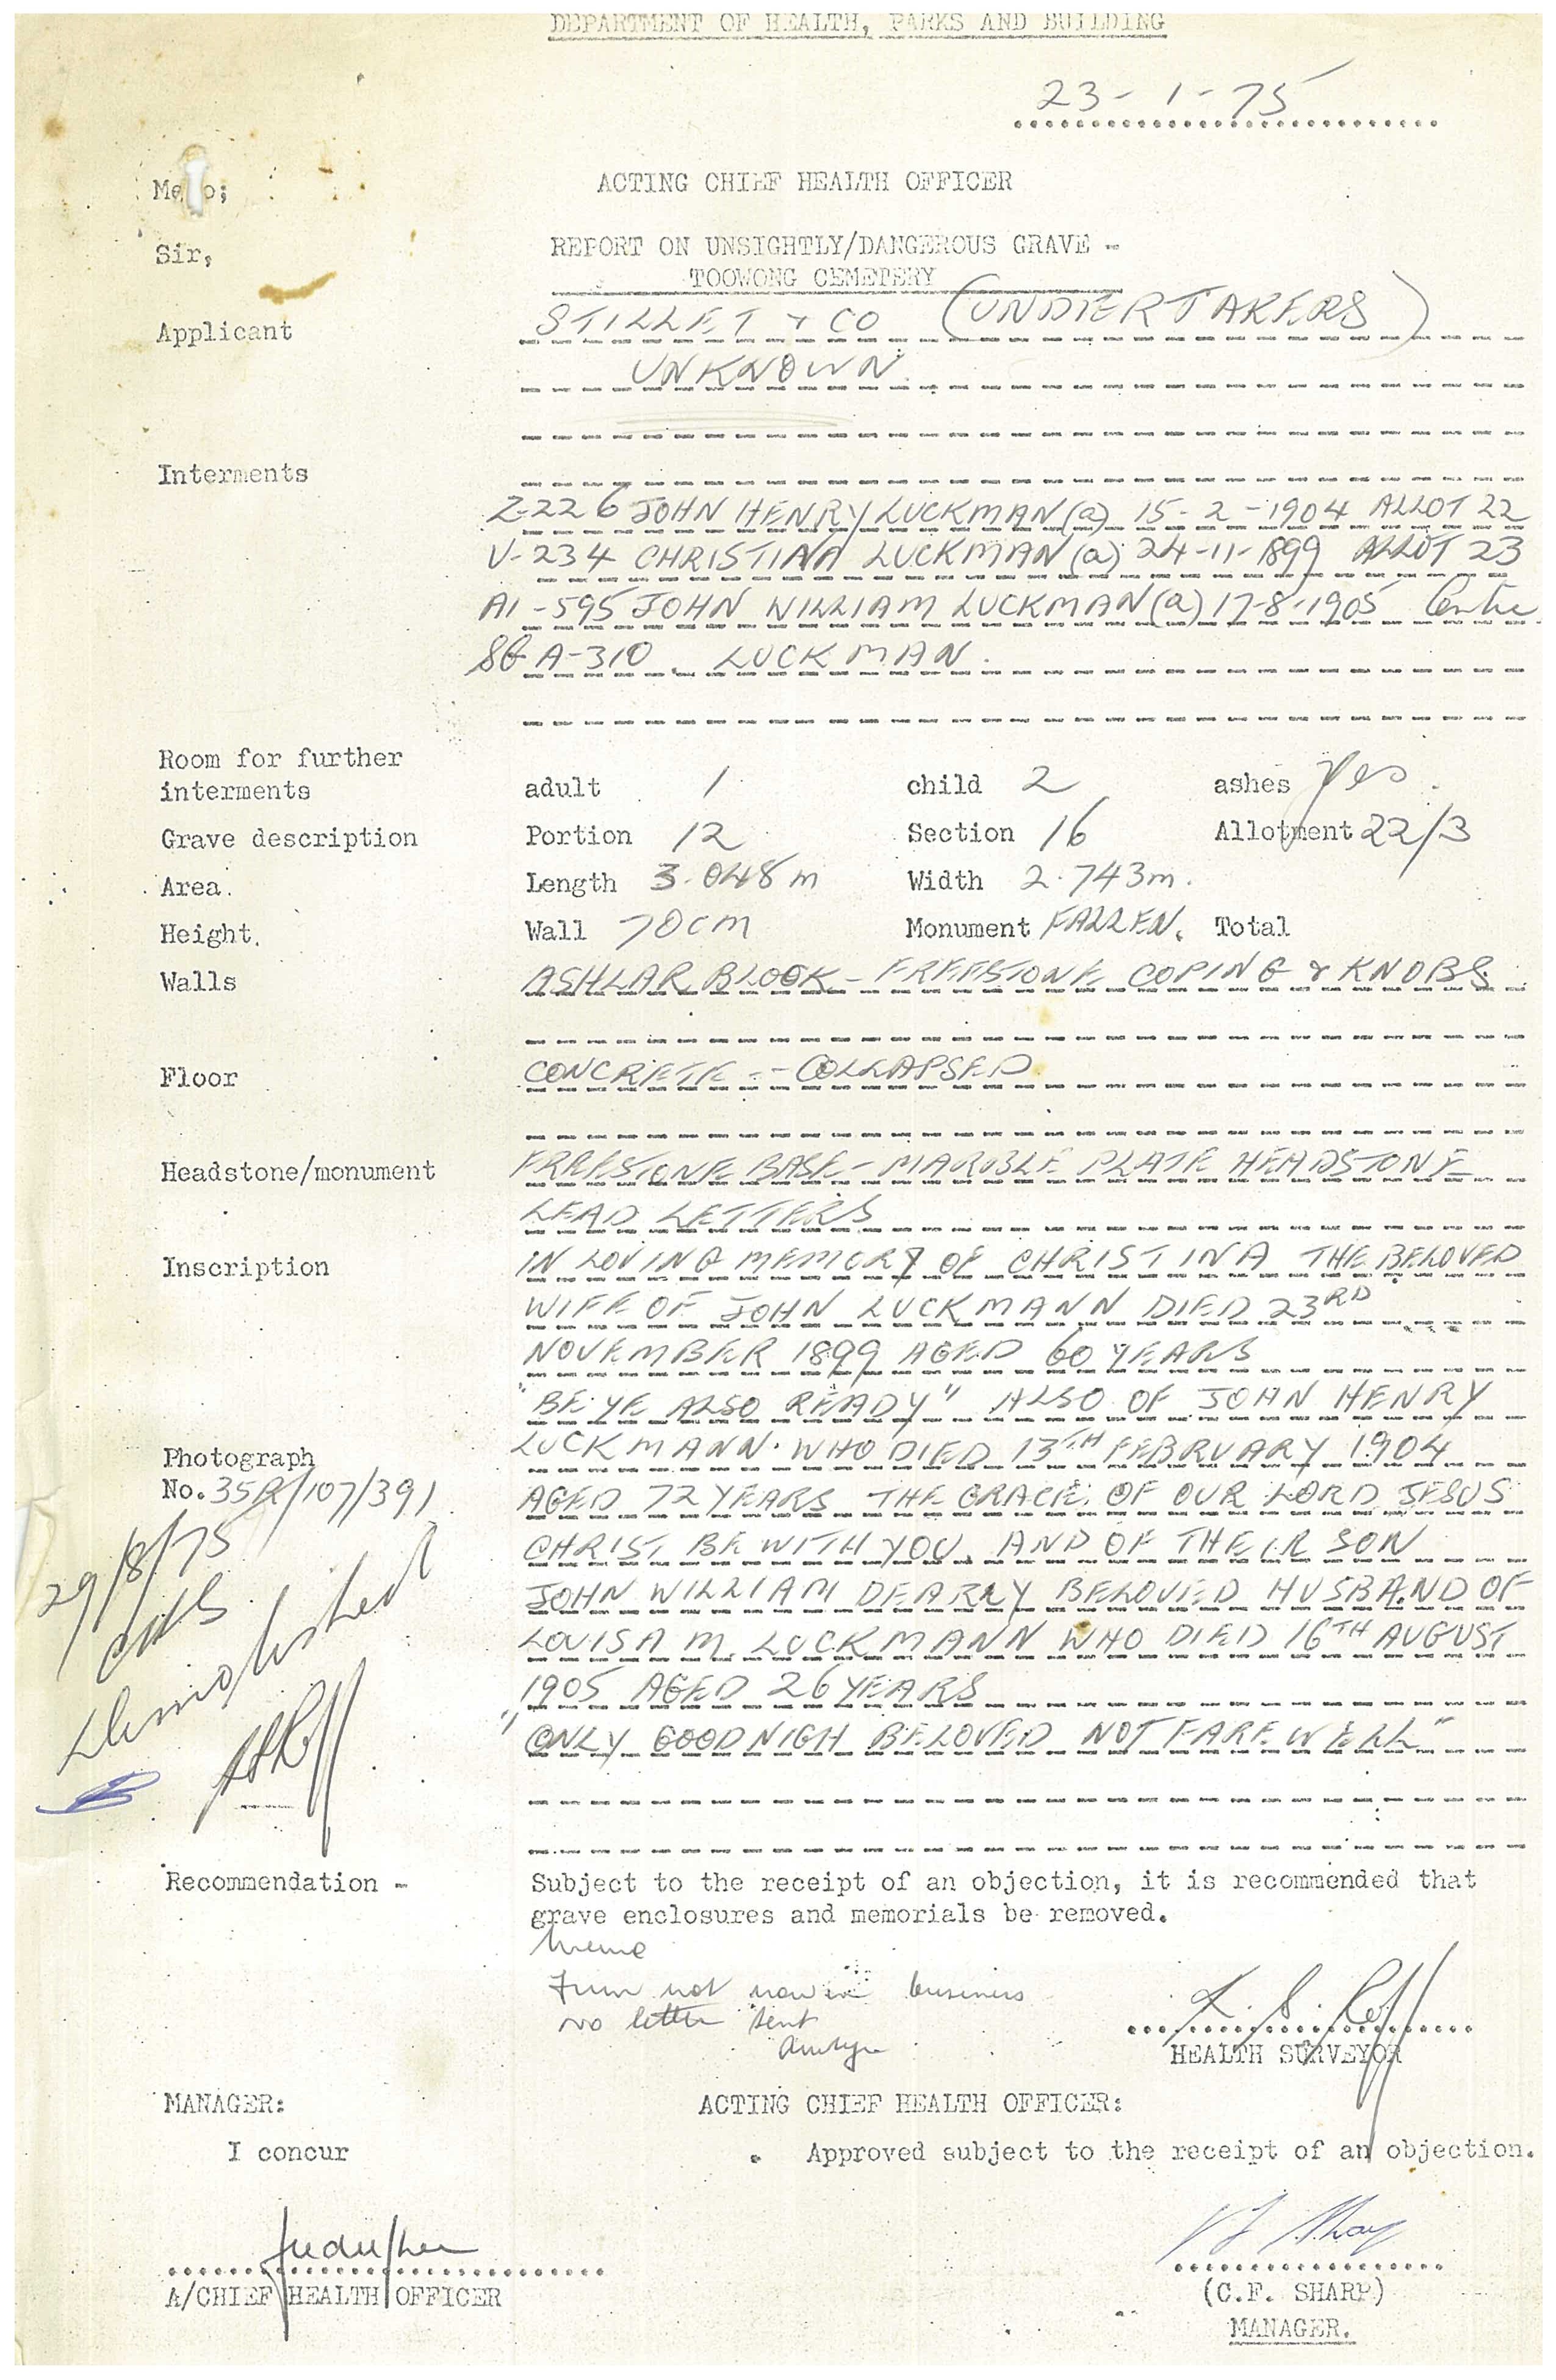 DEPARTMENT OF HEALTH, PARKS AND BUILDING
23-1-75
Memo; ACTING CHIEF HEALTH OFFICER
Sir, REPORT ON UNSIGHTLY/DANGEROUS GRAVE -
TOOWONG CEMETERY
Applicant STILLET & CO (UNDERTAKERS)
UNKNOWN
Interments
Z-226 JOHN HENRY LUCKMAN (a) 15-2-1904 ALLOT 22
V-234 CHRISTINA LUCKMAN (a) 24-11-1899 ALLOT 23
A1-595 JOHN WILLIAM LUCKMAN (a) 17-8-1905 Centre
A-310. LUCKMAN.
Room for further
interments adult 1 child 2 ashes Yes.
Grave description Portion 12 Section 16 Allotment 22/3
Area. Length 3.048m Width 2.743m.
Height. Wall 70cm Monument FALLEN. Total
Walls ASHLAR BLOCK - FREESTONE COPING & KNOBS.
Floor CONCRETE - COLLAPSED
Headstone/monument FREESTONE BASE - MARBLE PLATE HEADSTONE
LEAD LETTERS
Inscription IN LOVING MEMORY OF CHRISTINA THE BELOVED
WIFE OF JOHN LUCKMANN DIED 23RD
NOVEMBER 1899 AGED 60 YEARS
"BE YE ALSO READY" ALSO OF JOHN HENRY
LUCKMANN. WHO DIED 13TH FEBRUARY 1904
Photograph
No. 35A/107/391
AGED 72 YEARS THE GRACE OF OUR LORD JESUS
CHRIST BE WITH YOU. AND OF THEIR SON
JOHN WILLIAM DEARLY BELOVED HUSBAND OF
LOUISA M. LUCKMANN WHO DIED 16TH AUGUST
1905 AGED 26 YEARS
"ONLY GOODNIGH BELOVED NOT FAREWELL"
29/8/75
Demolished
Recommendation - Subject to the receipt of an objection, it is recommended that
grave enclosures and memorials be removed.
Firm not now in business
no letter sent
HEALTH SURVEYOR
MANAGER: ACTING CHIEF HEALTH OFFICER:
I concur . Approved subject to the receipt of an objection.
A/CHIEF HEALTH OFFICER
(C.F. SHARP)
MANAGER.